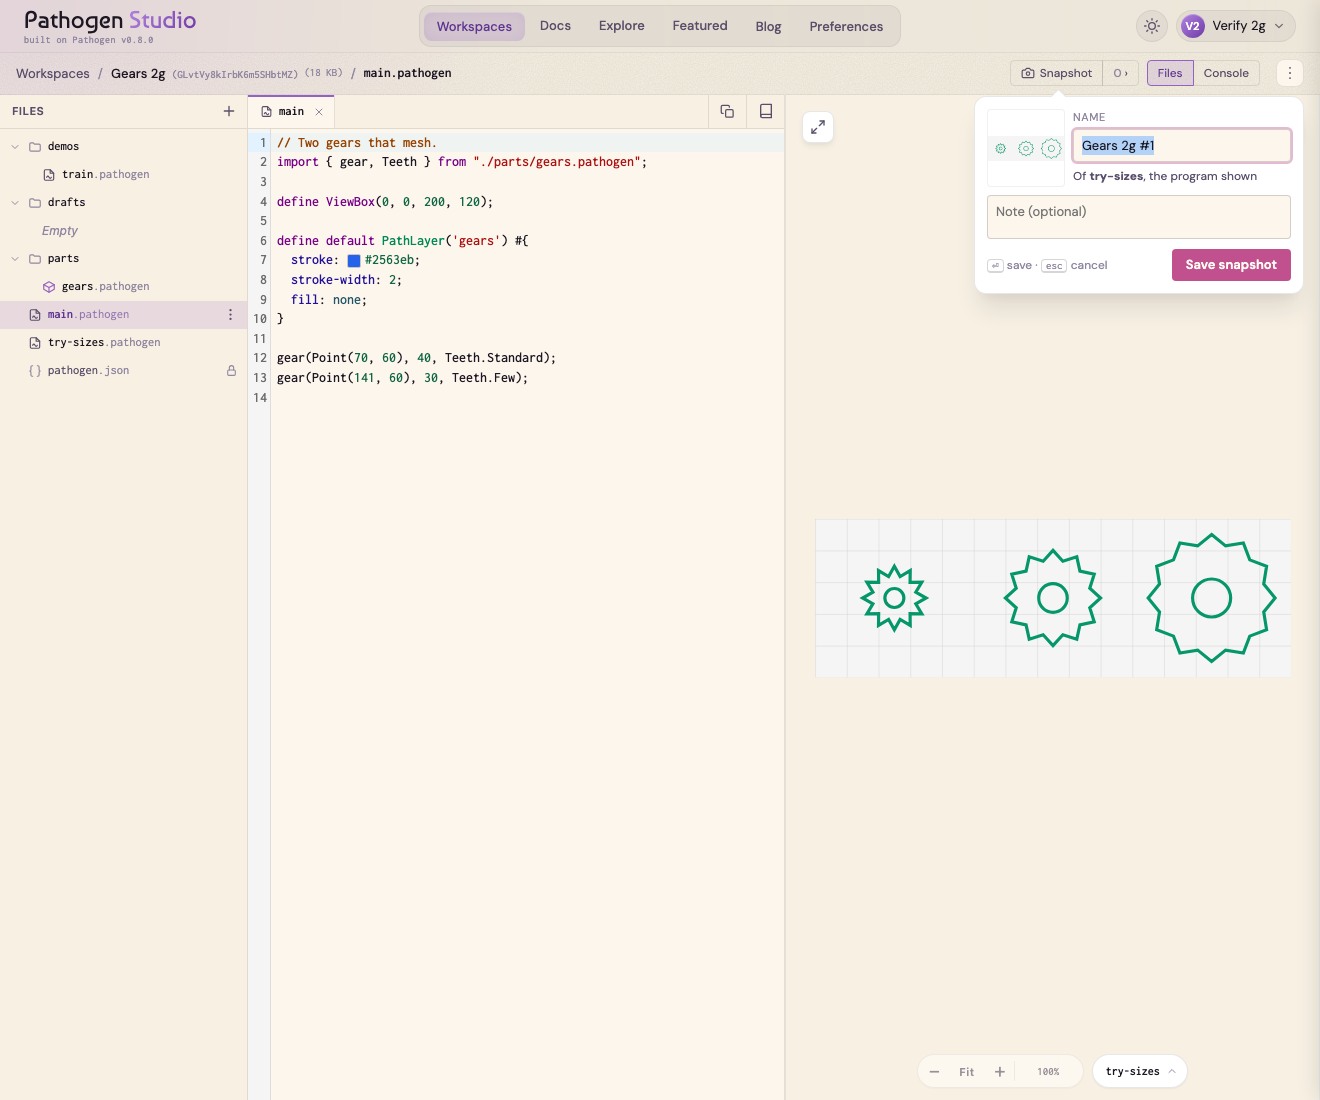 Pathogen Studio
built on Pathogen v0.8.0
Workspaces
Docs
Explore
Featured
Blog
Preferences
V2
Verify 2g
Workspaces / Gears 2g (GLvtVy8kIrbK6m5SHbtMZ) (18 KB) / main.pathogen
Snapshot
0 ›
Files
Console
FILES
demos
train.pathogen
drafts
Empty
parts
gears.pathogen
main.pathogen
try-sizes.pathogen
{ } pathogen.json
main
1 // Two gears that mesh.
2 import { gear, Teeth } from "./parts/gears.pathogen";
3
4 define ViewBox(0, 0, 200, 120);
5
6 define default PathLayer('gears') #{
7 stroke: #2563eb;
8 stroke-width: 2;
9 fill: none;
10 }
11
12 gear(Point(70, 60), 40, Teeth.Standard);
13 gear(Point(141, 60), 30, Teeth.Few);
14
NAME
Gears 2g #1
Of try-sizes, the program shown
Note (optional)
⏎ save · esc cancel
Save snapshot
− Fit + 100%
try-sizes